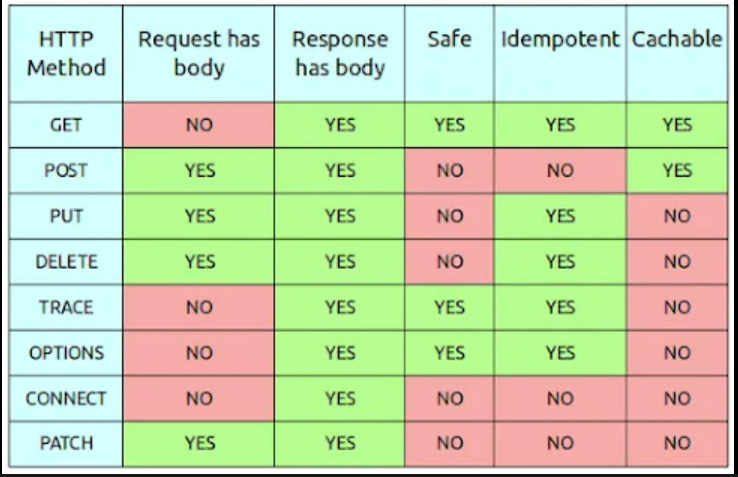 HTTP Method Request has body Response has body Safe Idempotent Cachable
GET NO YES YES YES YES
POST YES YES NO NO YES
PUT YES YES NO YES NO
DELETE YES YES NO YES NO
TRACE NO YES YES YES NO
OPTIONS NO YES YES YES NO
CONNECT NO YES NO NO NO
PATCH YES YES NO NO NO